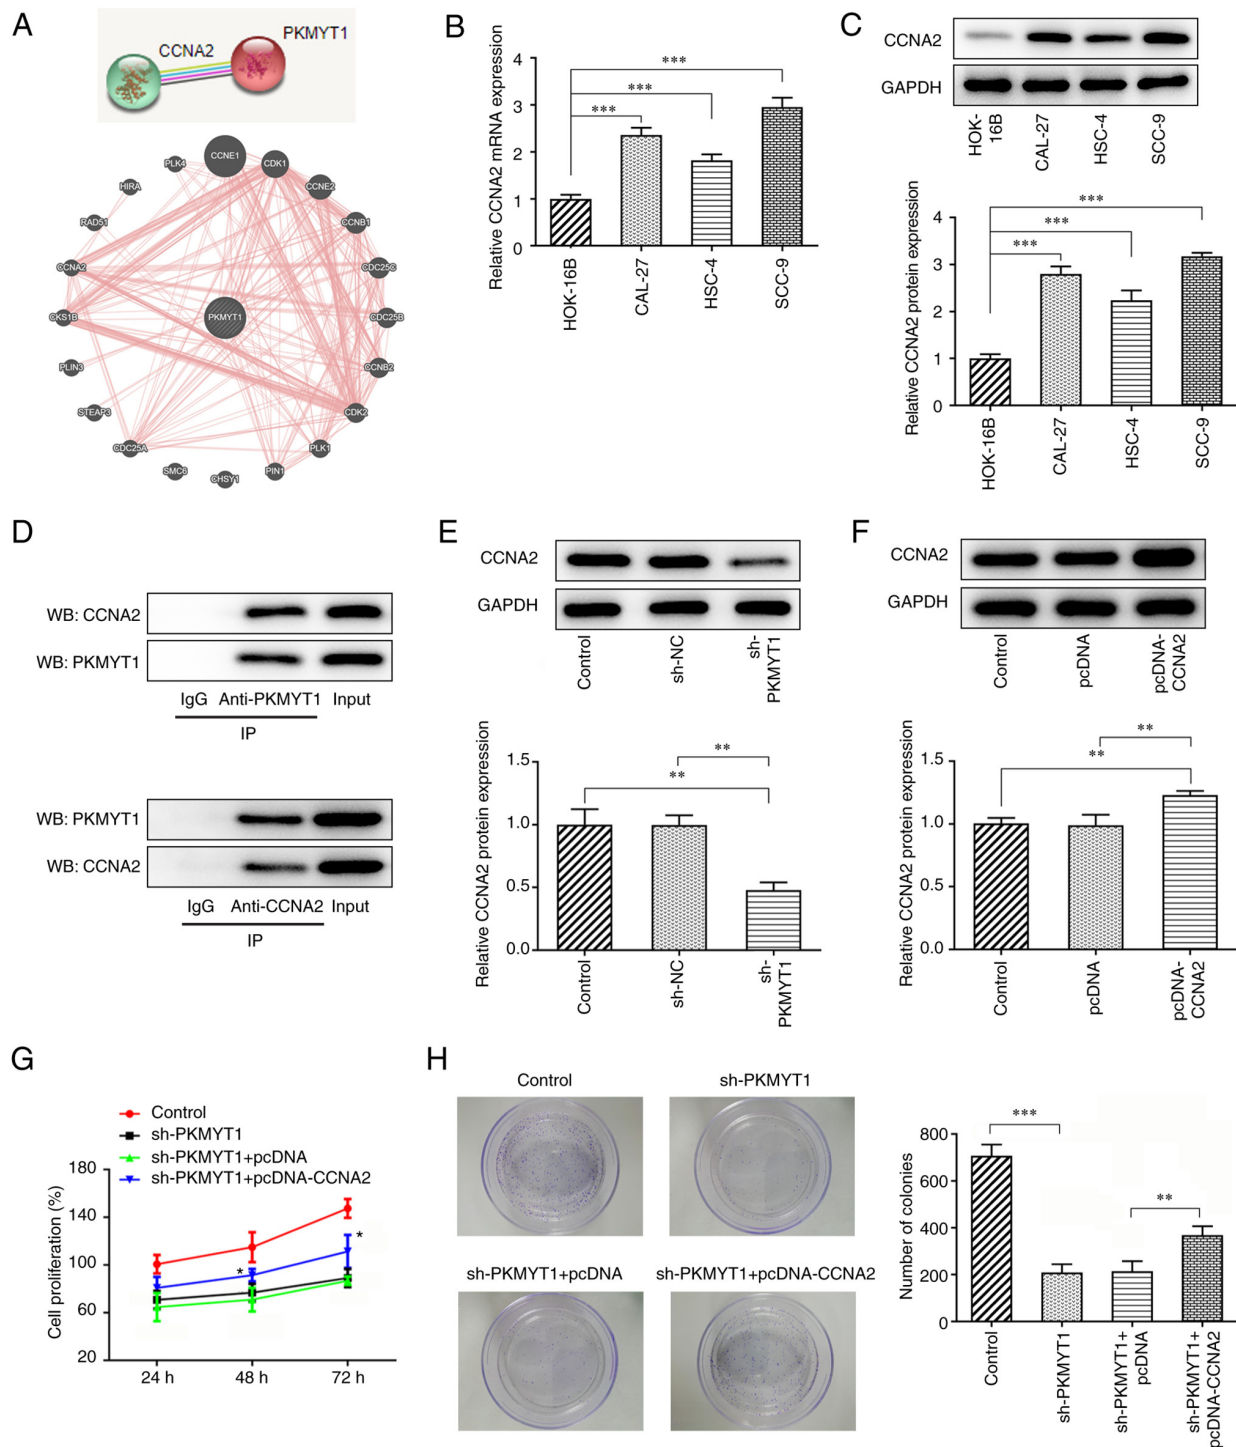 A
CCNA2
PKMYT1
CCNE1
CDK1
CCNE2
CCNB1
CDC25C
CDC25B
CCNB2
CDK2
PLK1
PIN1
CHSY1
SMC6
CDC25A
STEAP3
PLIN3
CKS1B
CCNA2
RAD51
HIRA
PLK4
PKMYT1
B
Relative CCNA2 mRNA expression
4
3
2
1
0
***
***
***
HOK-16B
CAL-27
HSC-4
SCC-9
C
CCNA2
GAPDH
HOK-
16B
CAL-27
HSC-4
SCC-9
Relative CCNA2 protein expression
4
3
2
1
0
***
***
***
HOK-16B
CAL-27
HSC-4
SCC-9
D
WB: CCNA2
WB: PKMYT1
IgG Anti-PKMYT1 Input
IP
WB: PKMYT1
WB: CCNA2
IgG Anti-CCNA2 Input
IP
E
CCNA2
GAPDH
Control
sh-NC
sh-
PKMYT1
Relative CCNA2 protein expression
1.5
1.0
0.5
0.0
**
**
Control
sh-NC
sh-
PKMYT1
F
CCNA2
GAPDH
Control
pcDNA
pcDNA-
CCNA2
Relative CCNA2 protein expression
1.5
1.0
0.5
0.0
**
**
Control
pcDNA
pcDNA-
CCNA2
G
Control
sh-PKMYT1
sh-PKMYT1+pcDNA
sh-PKMYT1+pcDNA-CCNA2
Cell proliferation (%)
180
140
100
60
20
*
*
24 h
48 h
72 h
H
Control
sh-PKMYT1
sh-PKMYT1+pcDNA
sh-PKMYT1+pcDNA-CCNA2
Number of colonies
800
600
400
200
0
***
**
Control
sh-PKMYT1
sh-PKMYT1+
pcDNA
sh-PKMYT1+
pcDNA-CCNA2